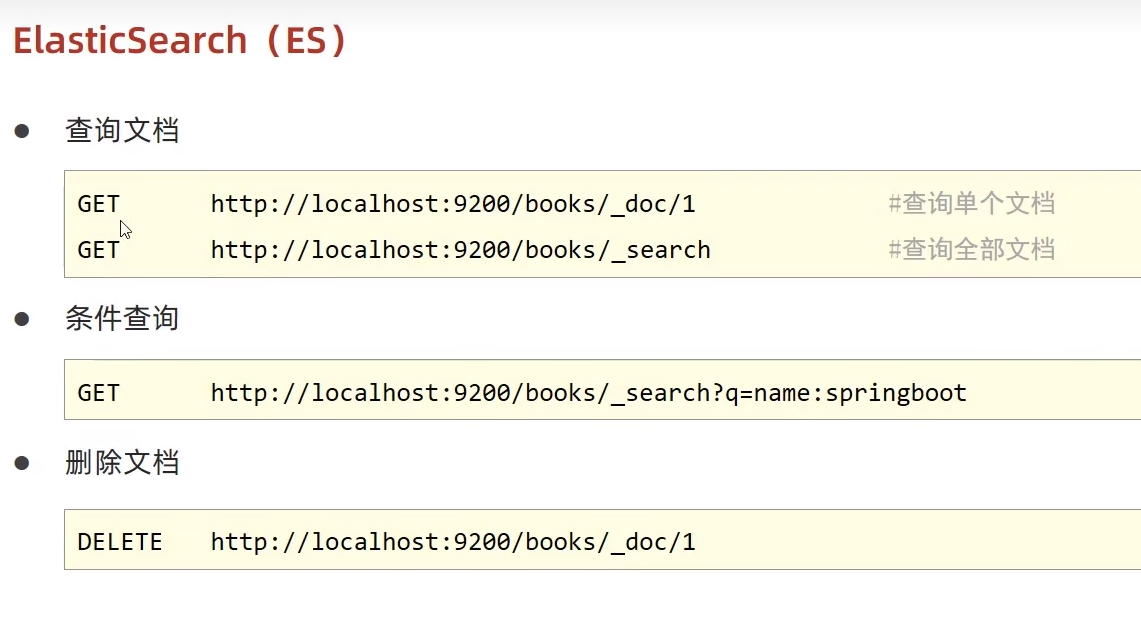 ElasticSearch（ES）
查询文档
GET http://localhost:9200/books/_doc/1 #查询单个文档
GET http://localhost:9200/books/_search #查询全部文档
条件查询
GET http://localhost:9200/books/_search?q=name:springboot
删除文档
DELETE http://localhost:9200/books/_doc/1